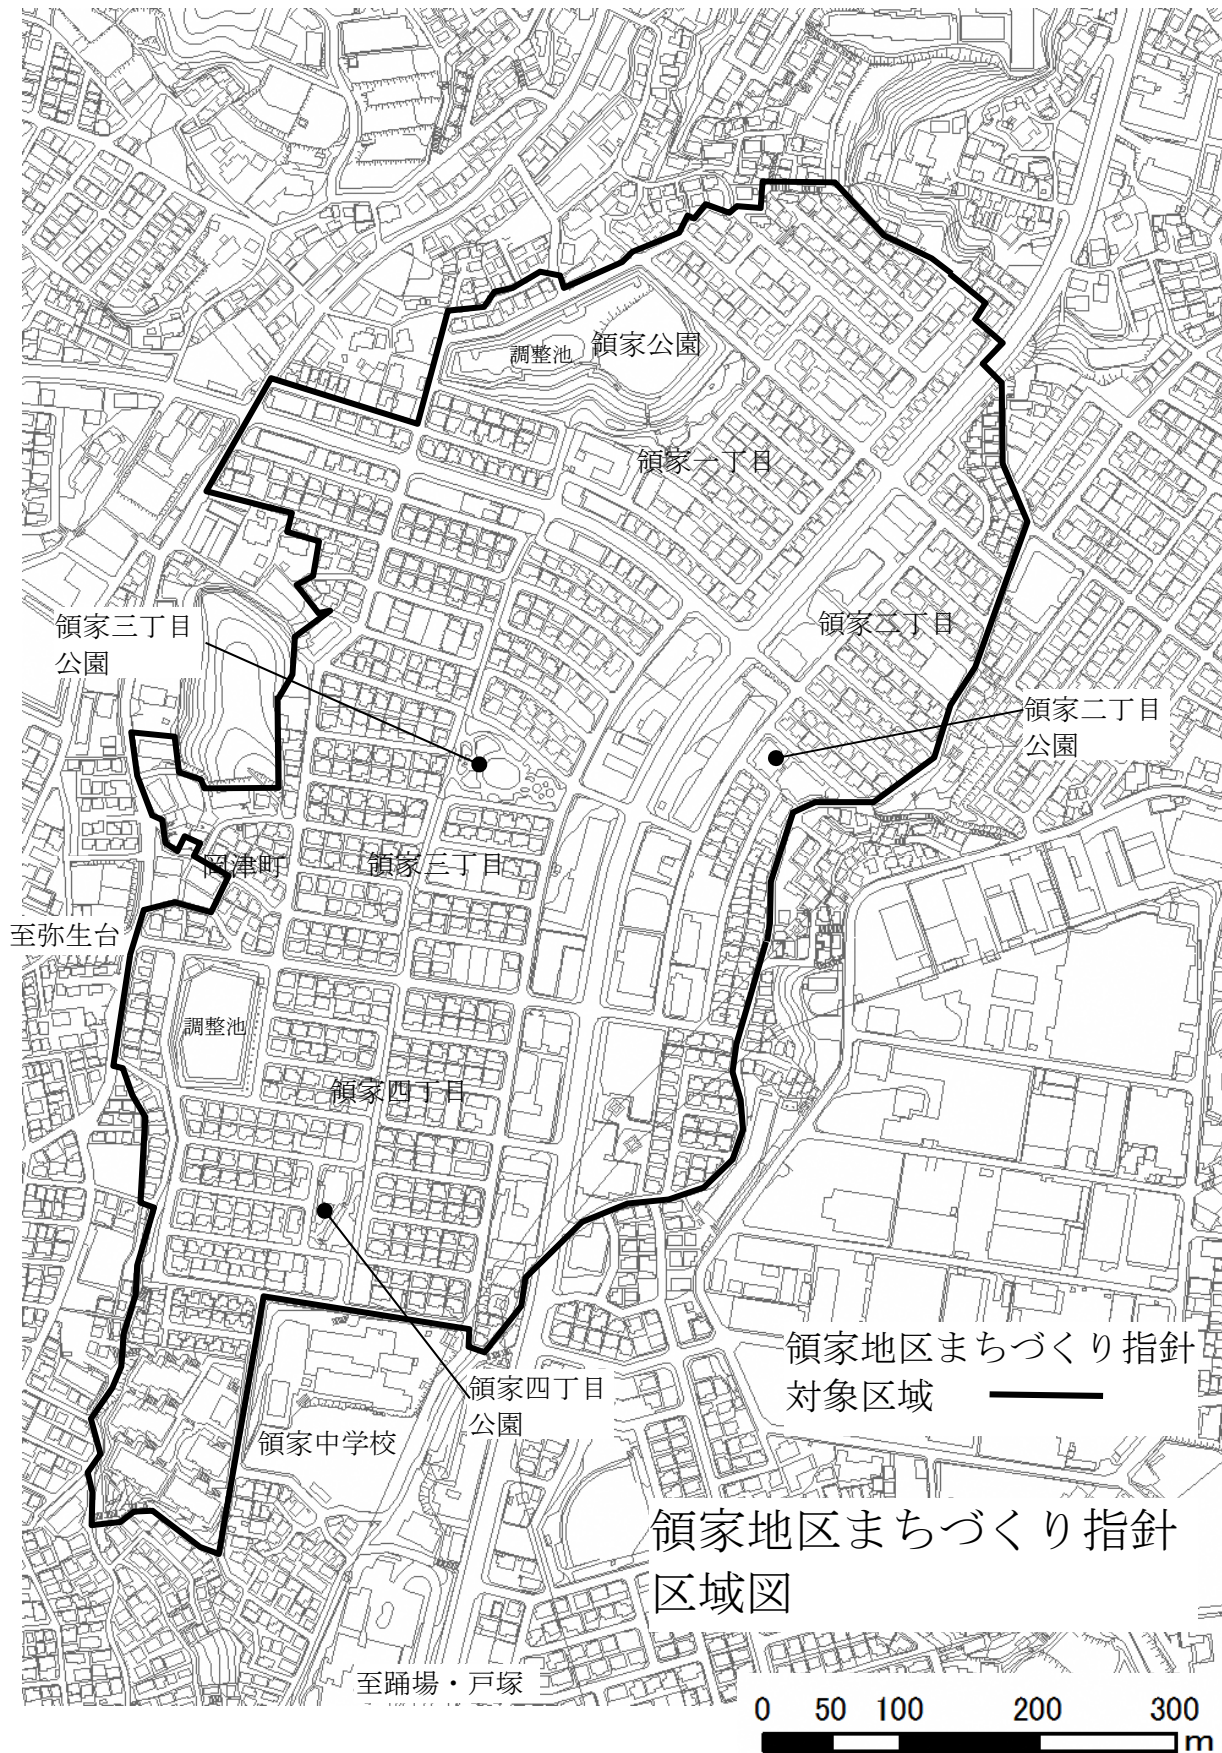 調整池
領家公園
領家一丁目
領家三丁目
公園
領家二丁目
領家二丁目
公園
岡津町
領家三丁目
至弥生台
調整池
領家四丁目
領家地区まちづくり指針
対象区域
領家四丁目
公園
領家中学校
領家地区まちづくり指針
区域図
至踊場・戸塚
0 50 100 200 300
m